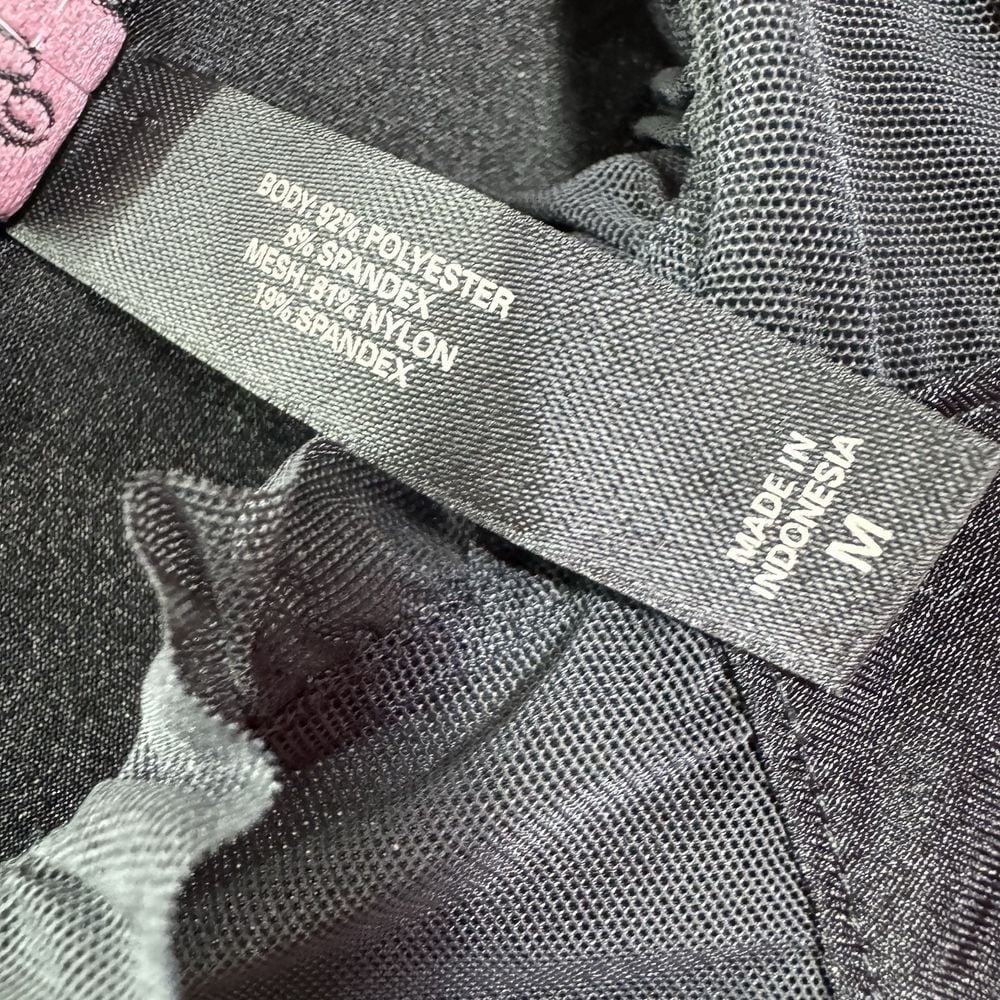 BODY: 92% POLYESTER
8% SPANDEX
MESH: 81% NYLON
19% SPANDEX
MADE IN
INDONESIA
M